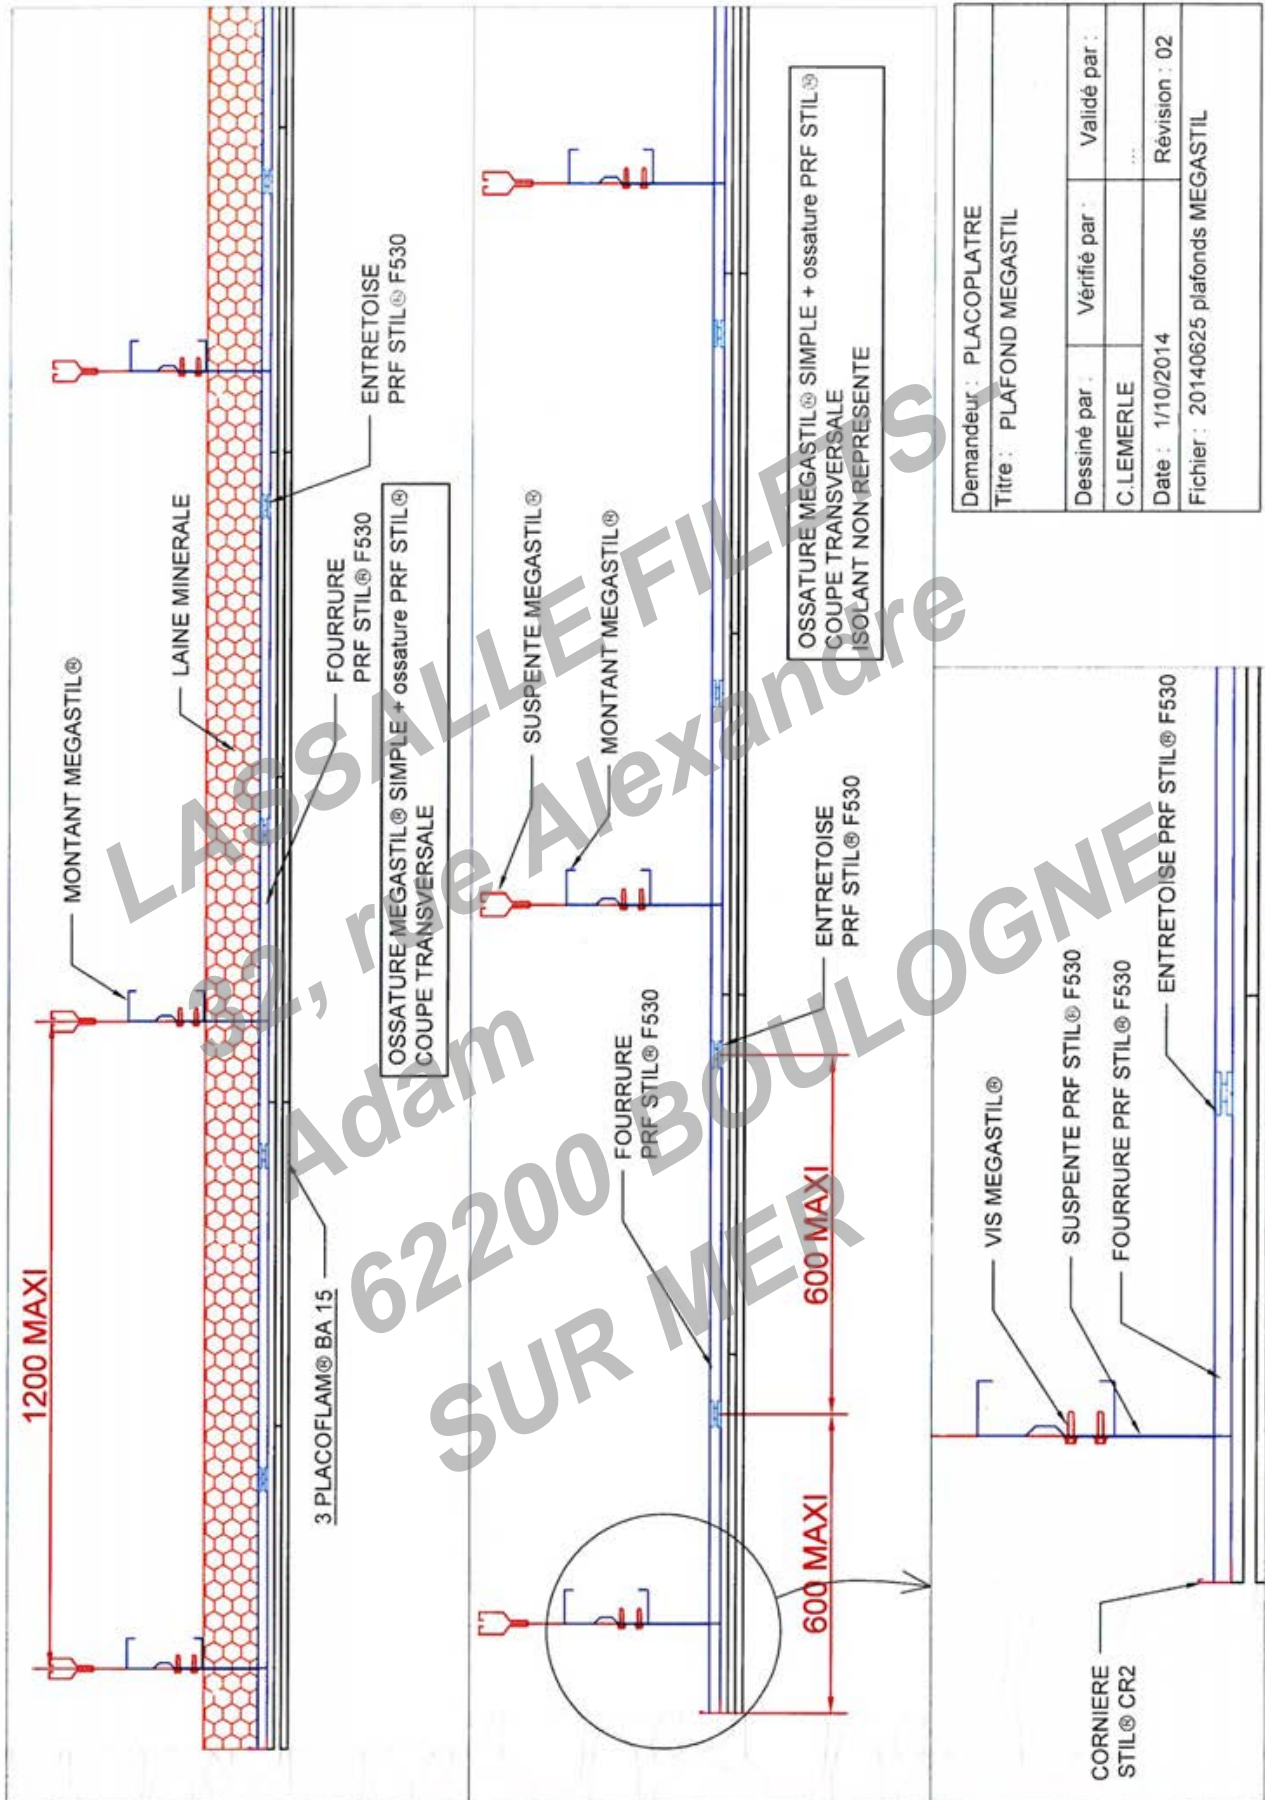 1200 MAXI
MONTANT MEGASTIL®
LAINE MINERALE
3 PLACOFLAM® BA 15
FOURRURE
PRF STIL® F530
ENTRETOISE
PRF STIL® F530
OSSATURE MEGASTIL® SIMPLE + ossature PRF STIL®
COUPE TRANSVERSALE
SUSPENTE MEGASTIL®
MONTANT MEGASTIL®
FOURRURE
PRF STIL® F530
ENTRETOISE
PRF STIL® F530
600 MAXI
600 MAXI
OSSATURE MEGASTIL® SIMPLE + ossature PRF STIL®
COUPE TRANSVERSALE
ISOLANT NON REPRESENTE
VIS MEGASTIL®
SUSPENTE PRF STIL® F530
FOURRURE PRF STIL® F530
ENTRETOISE PRF STIL® F530
CORNIERE
STIL® CR2
Demandeur : PLACOPLATRE
Titre : PLAFOND MEGASTIL
Dessiné par : Vérifié par : Validé par :
C.LEMERLE ...
Date : 1/10/2014 Révision : 02
Fichier : 20140625 plafonds MEGASTIL
LASSALLE FILETS -
32, rue Alexandre
Adam
62200 BOULOGNE
SUR MER